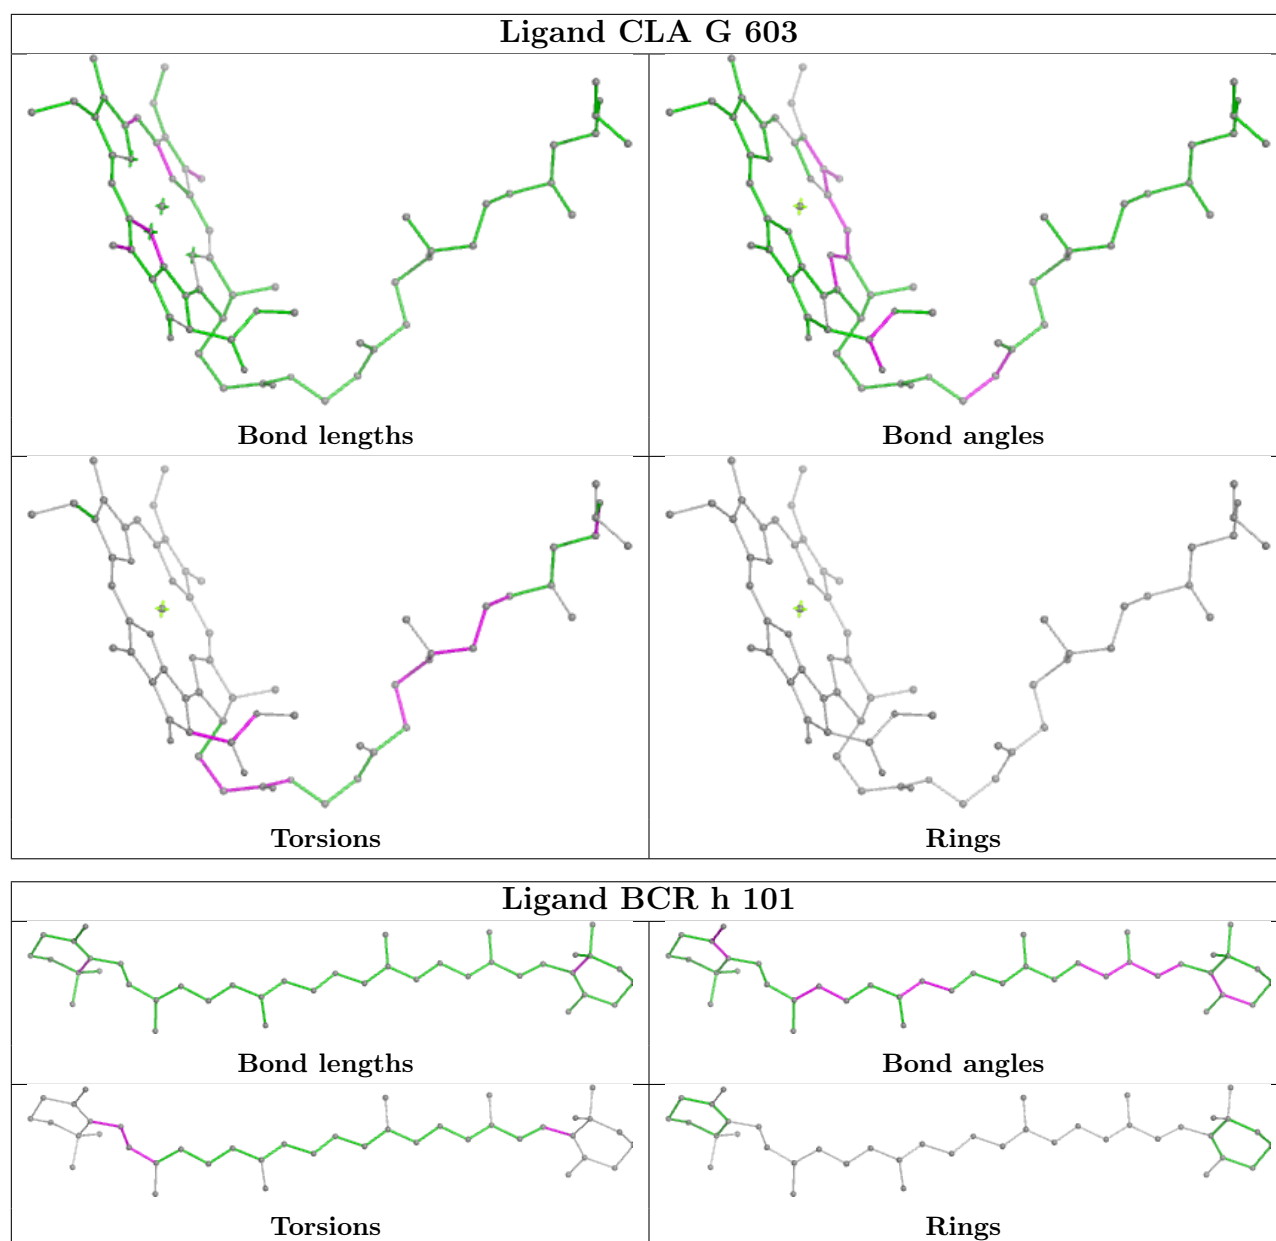 Ligand CLA G 603
Bond lengths
Bond angles
Torsions
Rings
Ligand BCR h 101
Bond lengths
Bond angles
Torsions
Rings